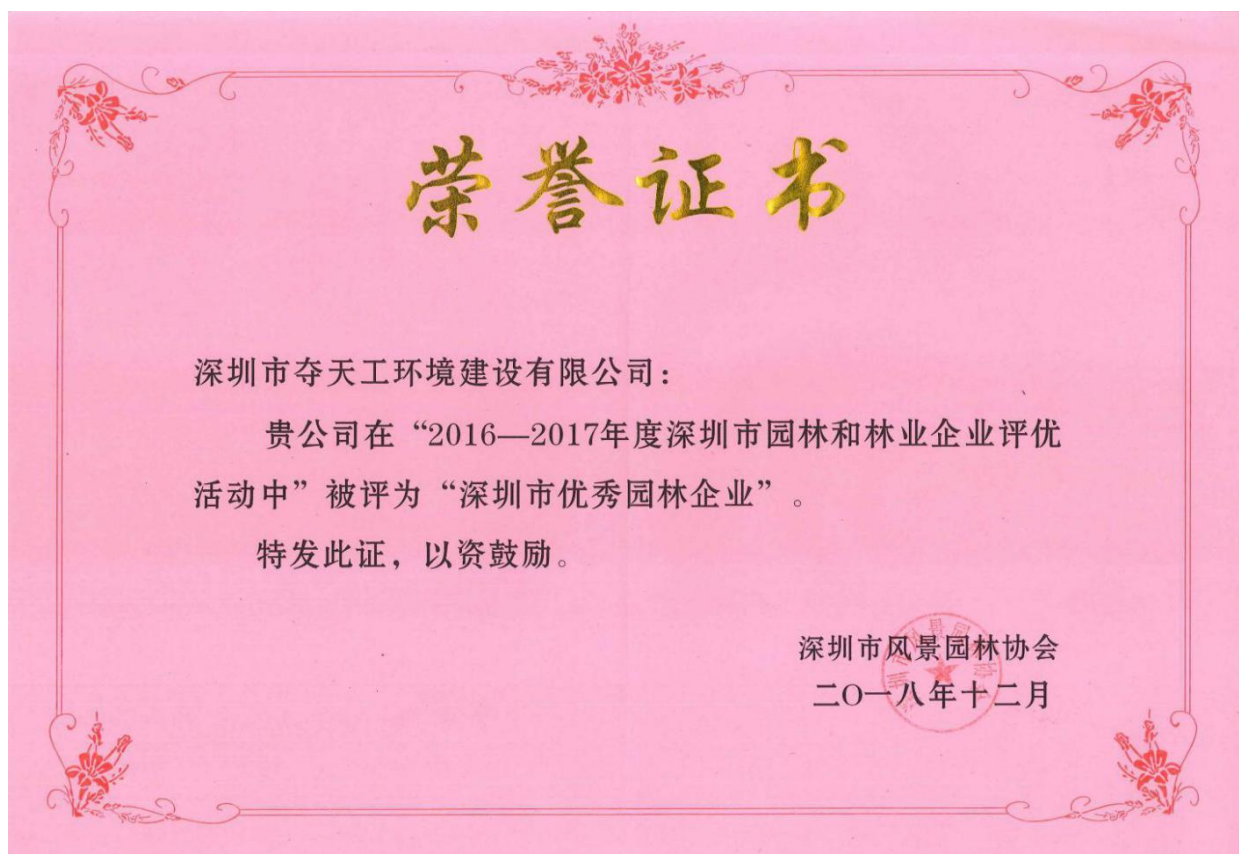 荣誉证书
深圳市夺天工环境建设有限公司：
贵公司在“2016—2017年度深圳市园林和林业企业评优
活动中”被评为“深圳市优秀园林企业”。
特发此证，以资鼓励。
深圳市风景园林协会
二O一八年十二月